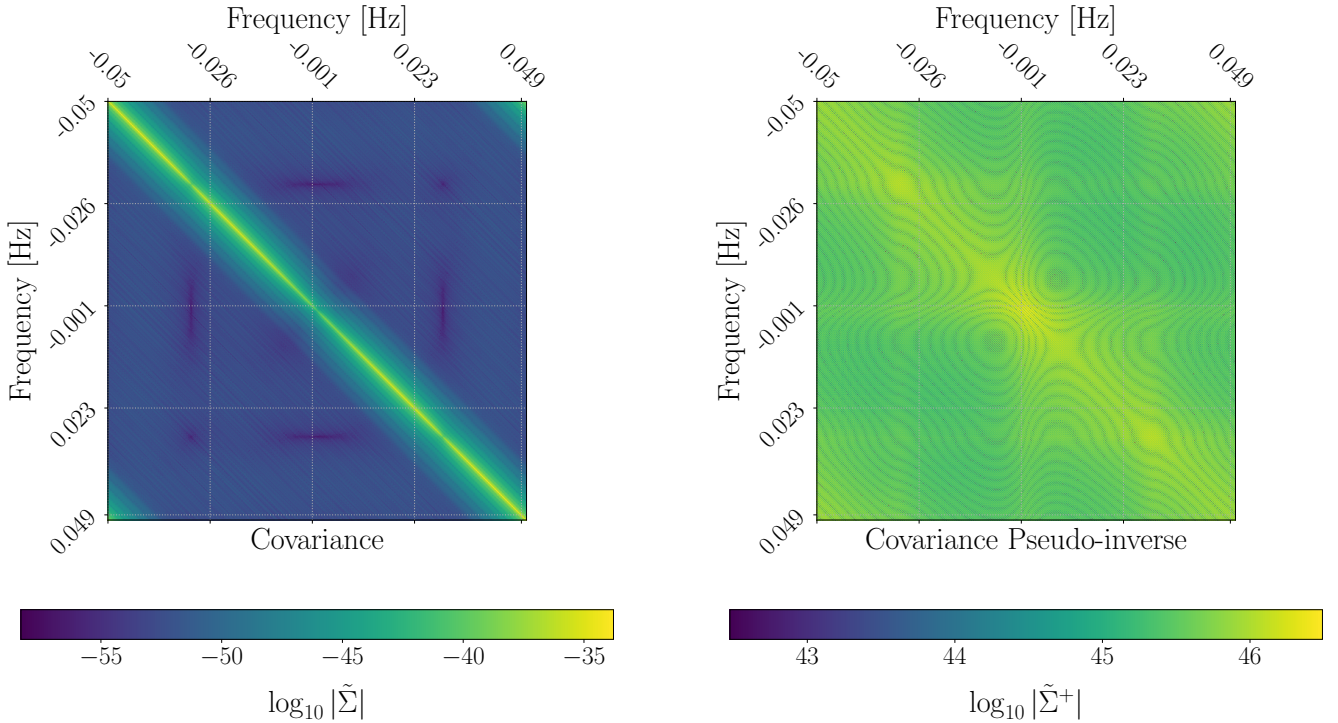 Frequency [Hz]
-0.05 -0.026 -0.001 0.023 0.049
Frequency [Hz]
-0.05
-0.026
-0.001
0.023
0.049
Covariance
−55 −50 −45 −40 −35
log₁₀ |Σ̃|
Frequency [Hz]
-0.05 -0.026 -0.001 0.023 0.049
Frequency [Hz]
-0.05
-0.026
-0.001
0.023
0.049
Covariance Pseudo-inverse
43 44 45 46
log₁₀ |Σ̃⁺|